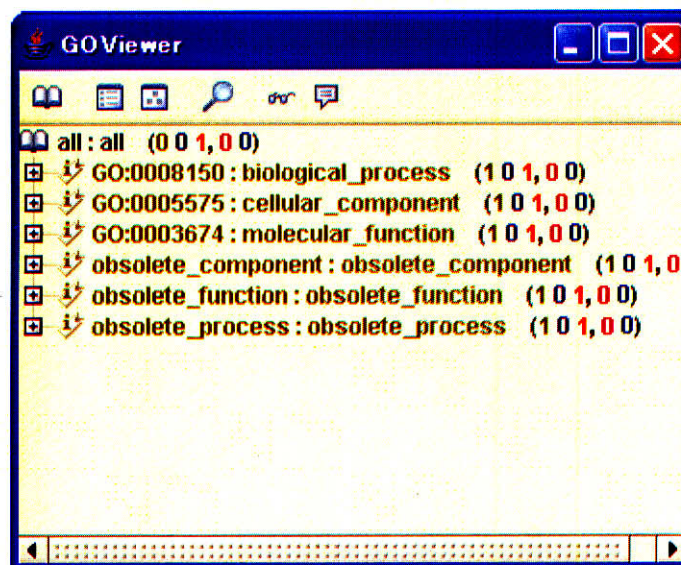 GOViewer
all : all (0 0 1, 0 0)
GO:0008150 : biological_process (1 0 1, 0 0)
GO:0005575 : cellular_component (1 0 1, 0 0)
GO:0003674 : molecular_function (1 0 1, 0 0)
obsolete_component : obsolete_component (1 0 1, 0
obsolete_function : obsolete_function (1 0 1, 0 0)
obsolete_process : obsolete_process (1 0 1, 0 0)